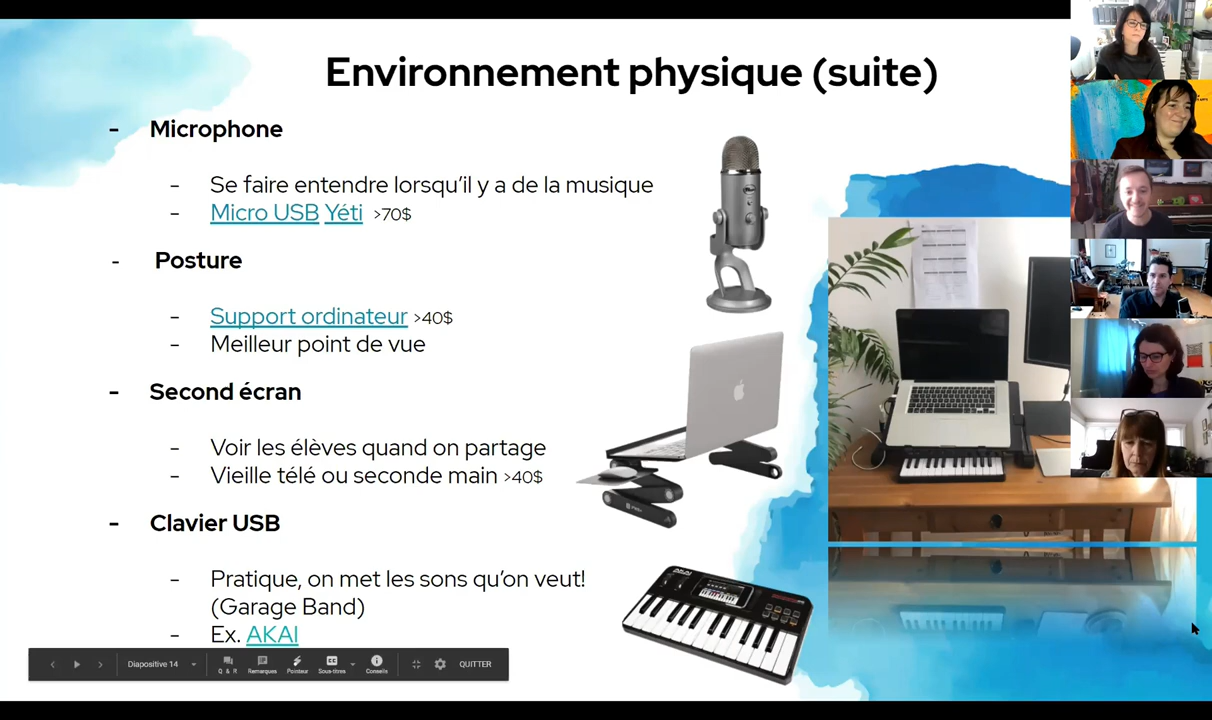 Environnement physique (suite)
- Microphone
- Se faire entendre lorsqu'il y a de la musique
- Micro USB Yéti >70$
- Posture
- Support ordinateur >40$
- Meilleur point de vue
- Second écran
- Voir les élèves quand on partage
- Vieille télé ou seconde main >40$
- Clavier USB
- Pratique, on met les sons qu'on veut!
(Garage Band)
- Ex. AKAI
AKAI
Diapositive 14
Q & R
Remarques
Pointeur
Sous-titres
Conseils
QUITTER